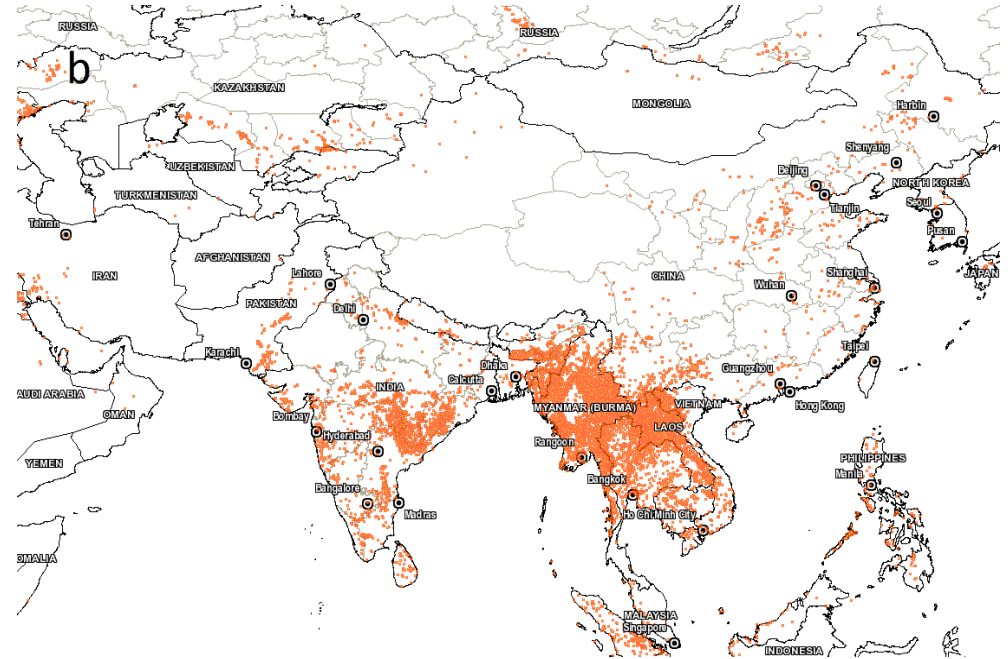 RUSSIA
RUSSIA
b
KAZAKHSTAN
MONGOLIA
Harbin
Shenyang
UZBEKISTAN
Beijing
NORTH KOREA
TURKMENISTAN
Tianjin
Seoul
Tehran
Pusan
AFGHANISTAN
IRAN
Lahore
CHINA
Shanghai
JAPAN
Wuhan
PAKISTAN
Delhi
Karachi
Taipei
Dhaka
Guangzhou
Calcutta
INDIA
AUDI ARABIA
VIETNAM
Hong Kong
MYANMAR (BURMA)
OMAN
Bombay
LAOS
Hyderabad
Rangoon
PHILIPPINES
YEMEN
Manila
Bangkok
Bangalore
Madras
Ho Chi Minh City
OMALIA
MALAYSIA
Singapore
INDONESIA